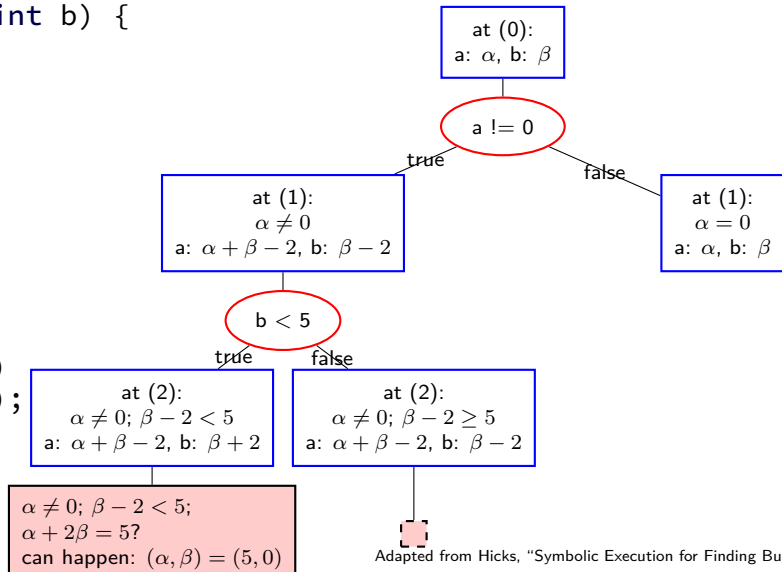 int b) {
at (0):
a: α, b: β
a != 0
true
false
at (1):
α ≠ 0
a: α + β − 2, b: β − 2
at (1):
α = 0
a: α, b: β
b < 5
true
false
)
);
at (2):
α ≠ 0; β − 2 < 5
a: α + β − 2, b: β + 2
at (2):
α ≠ 0; β − 2 ≥ 5
a: α + β − 2, b: β − 2
α ≠ 0; β − 2 < 5;
α + 2β = 5?
can happen: (α, β) = (5, 0)
Adapted from Hicks, “Symbolic Execution for Finding Bu